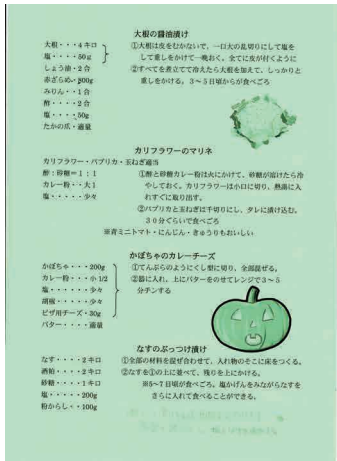 大根の醤油漬け
大根・・・4キロ
塩・・・・50g
しょう油・2合
赤ざらめ・200g
みりん・・1合
酢・・・・2合
塩・・・・50g
たかの爪・適量
①大根は皮をむかないで、一口大の乱切りにして塩を
して重しをかけて一晩おく。全てに皮が付くように
②すべてを煮立てて冷えたら大根を加えて、しっかりと
重しをかける。3～5日頃からが食べごろ
カリフラワーのマリネ
カリフラワー・パプリカ・玉ねぎ適当
酢：砂糖＝1：1
カレー粉・・大1
塩・・・・・少々
①酢と砂糖カレー粉は火にかけて、砂糖が溶けたら冷
やしておく。カリフラワーは小口に切り、熱湯に入
れすぐに取り出す。
②パプリカと玉ねぎは千切りにし、タレに漬け込む。
30分ぐらいで食べごろ
※青ミニトマト・にんじん・きゅうりもおいしい
かぼちゃのカレーチーズ
かぼちゃ・・・200g
カレー粉・・・小1/2
塩・・・・・・少々
胡椒・・・・・少々
ピザ用チーズ・30g
バター・・・・適量
①てんぷらのようにくし型に切り、全部混ぜる。
②器に入れ、上にバターをのせてレンジで3～5
分チンする
なすのぶっつけ漬け
なす・・・・2キロ
酒粕・・・・2キロ
砂糖・・・・1キロ
塩・・・・・200g
粉からし・・100g
①全部の材料を混ぜ合わせて、入れ物のそこに床をつくる。
②なすを①の上に並べて、残りを上にかける。
※5～7日頃が食べごろ。塩かげんをみながらなすを
さらに入れて食べることができる。